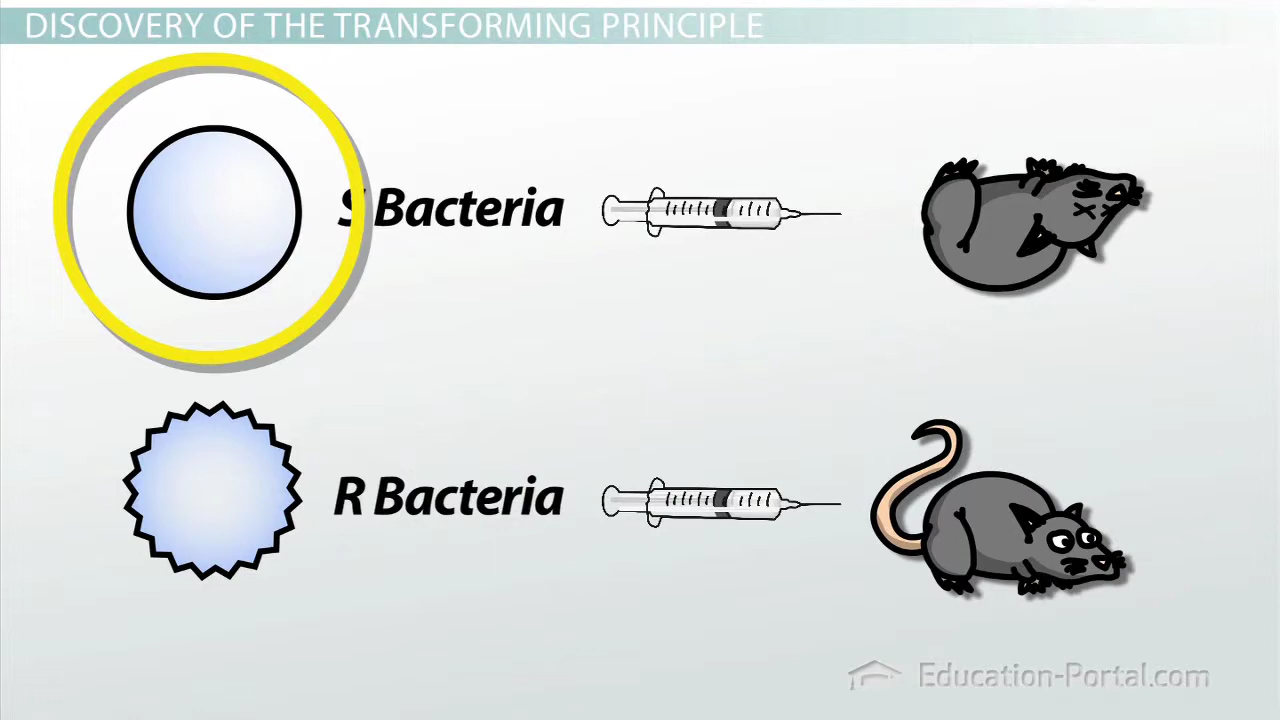 DISCOVERY OF THE TRANSFORMING PRINCIPLE
S Bacteria
R Bacteria
Education-Portal.com